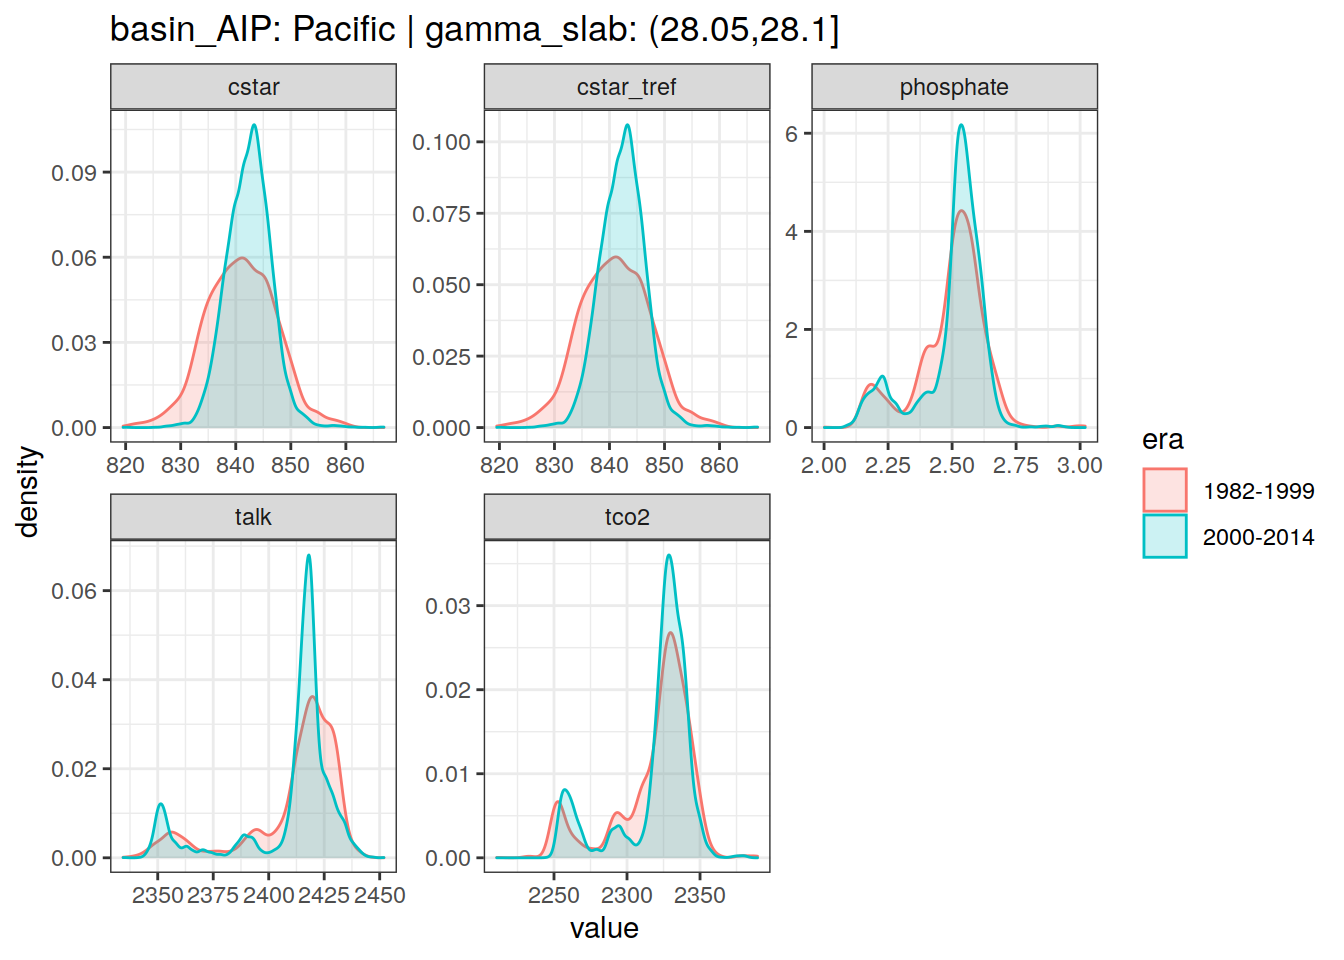 basin_AIP: Pacific | gamma_slab: (28.05,28.1]
cstar
cstar_tref
phosphate
0.09
0.06
0.03
0.00
820 830 840 850 860
0.100
0.075
0.050
0.025
0.000
820 830 840 850 860
6
4
2
0
2.00 2.25 2.50 2.75 3.00
talk
tco2
0.06
0.04
0.02
0.00
2350 2375 2400 2425 2450
0.03
0.02
0.01
0.00
2250 2300 2350
density
value
era
1982-1999
2000-2014